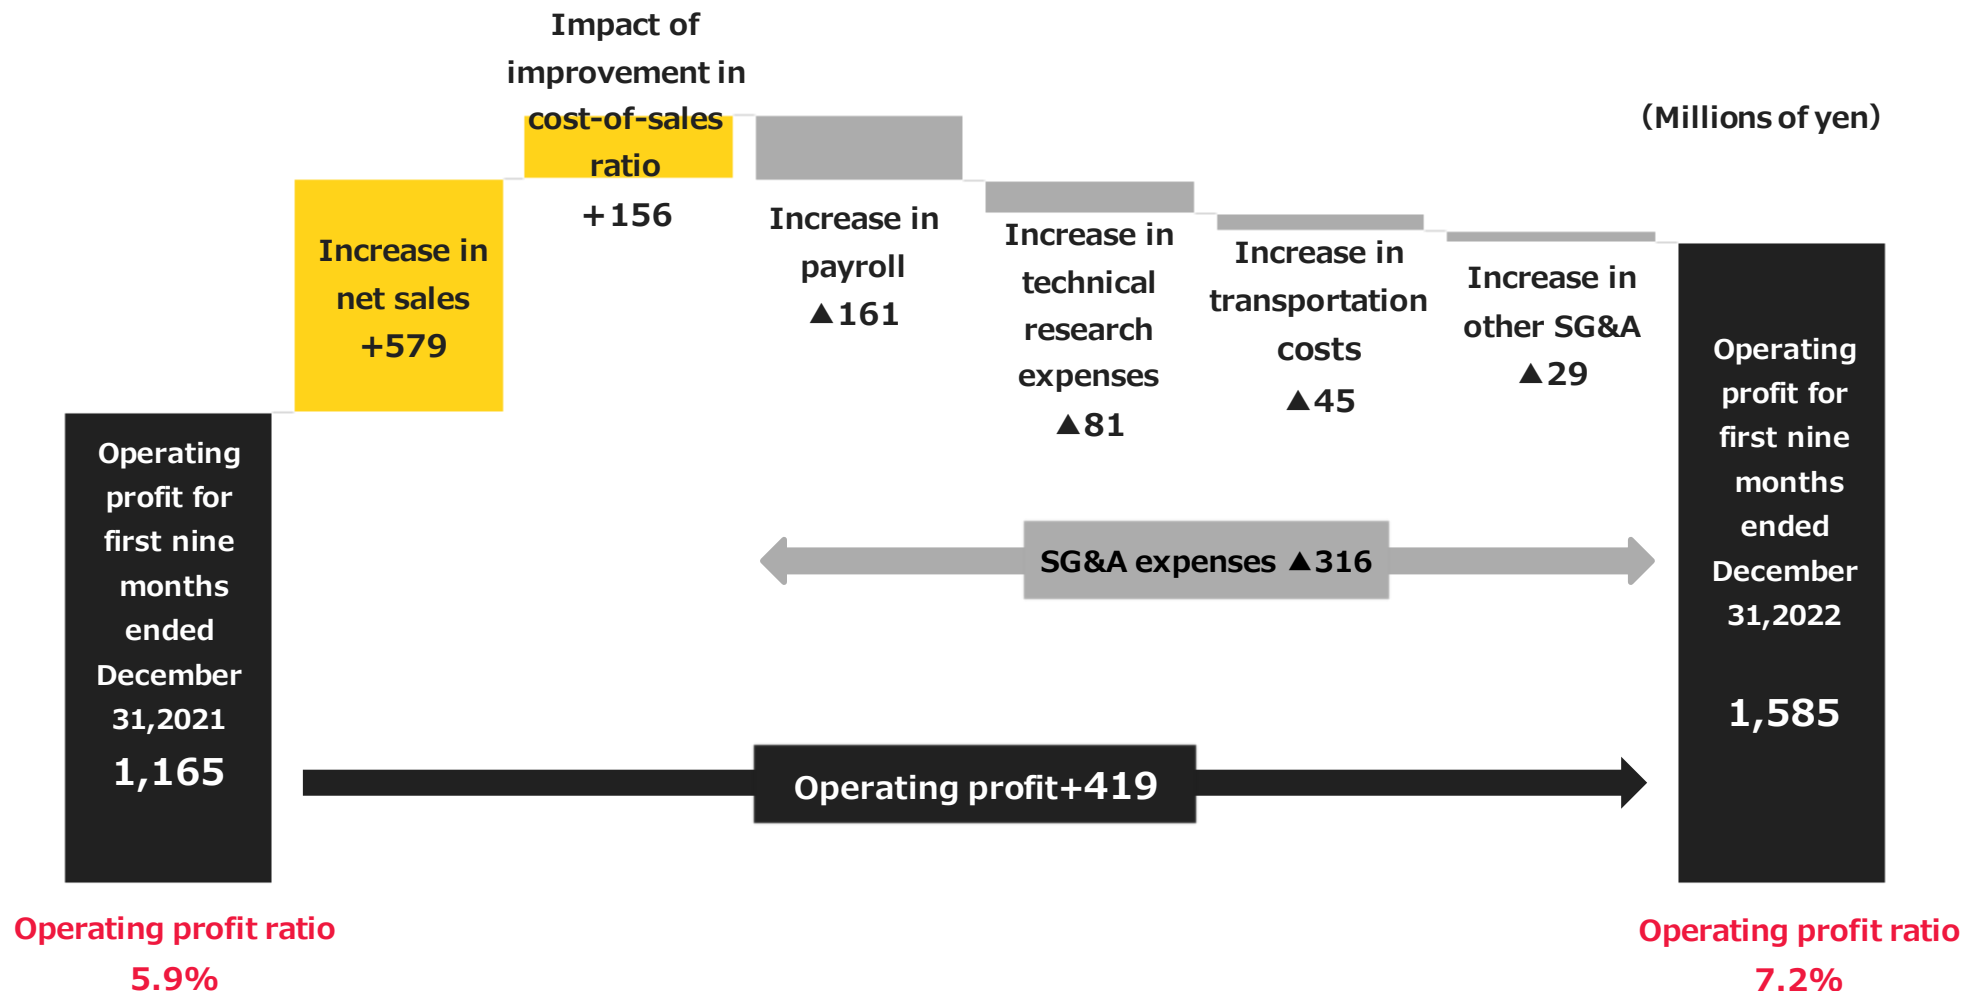 Impact of
improvement in
cost-of-sales
ratio
+156
(Millions of yen)
Increase in
net sales
+579
Increase in
payroll
▲161
Increase in
technical
research
expenses
▲81
Increase in
transportation
costs
▲45
Increase in
other SG&A
▲29
Operating
profit for
first nine
months
ended
December
31,2021
1,165
Operating
profit for
first nine
months
ended
December
31,2022
1,585
SG&A expenses ▲316
Operating profit+419
Operating profit ratio
5.9%
Operating profit ratio
7.2%